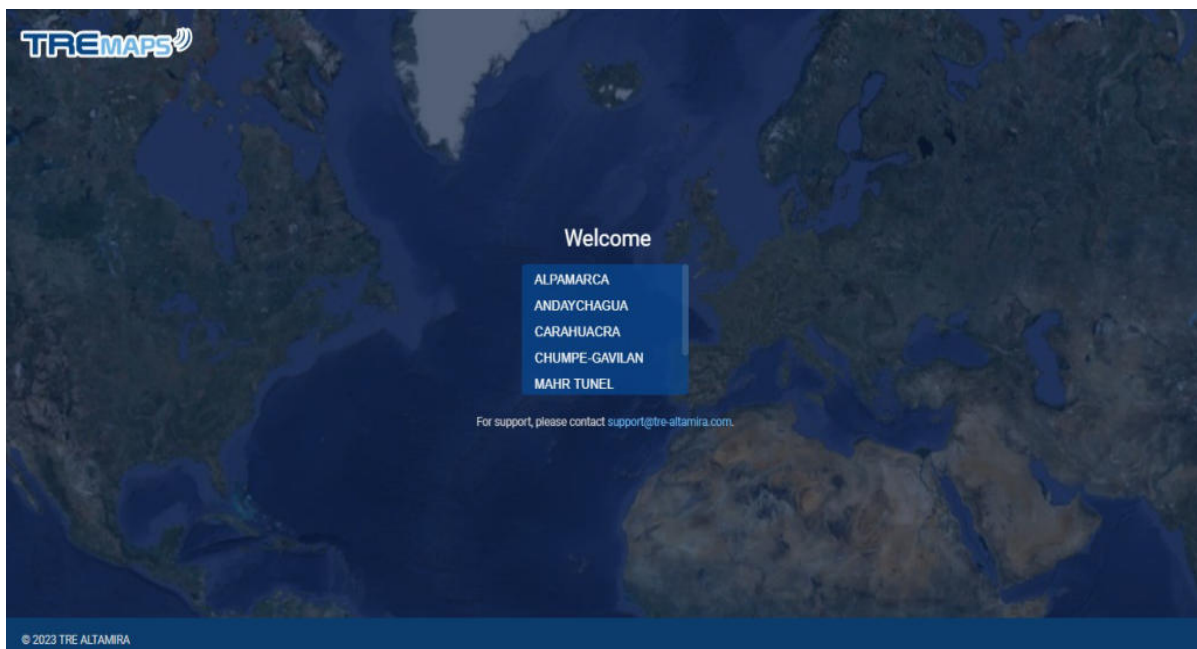 TREMAPS
Welcome
ALPAMARCA
ANDAYCHAGUA
CARAHUACRA
CHUMPE-GAVILAN
MAHR TUNEL
For support, please contact support@tre-altamira.com.
© 2023 TRE ALTAMIRA